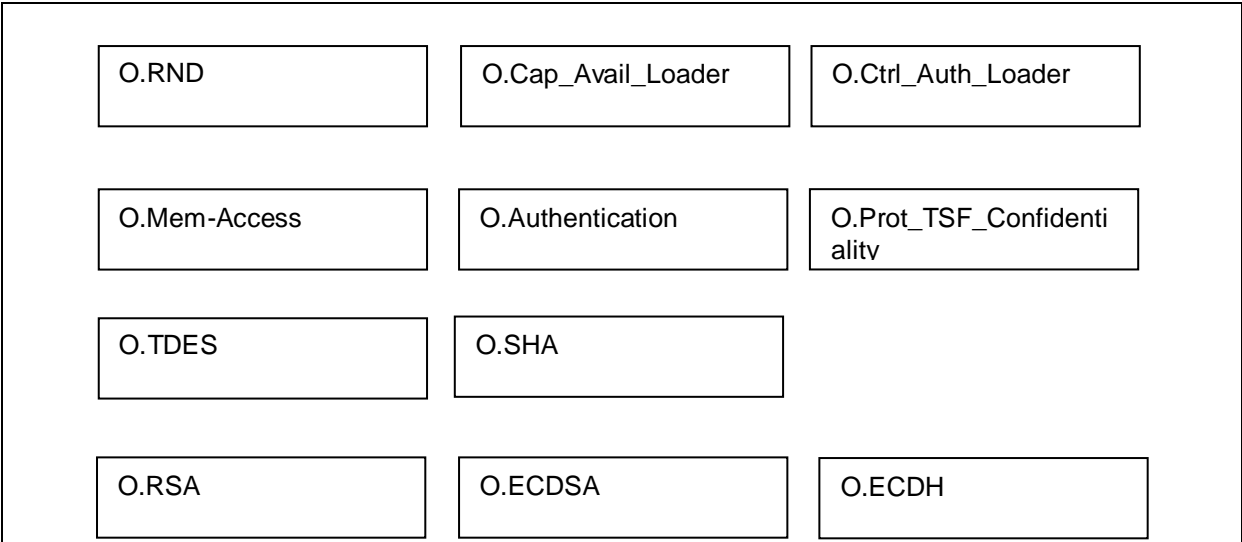 O.RND
O.Cap_Avail_Loader
O.Ctrl_Auth_Loader
O.Mem-Access
O.Authentication
O.Prot_TSF_Confidenti
ality
O.TDES
O.SHA
O.RSA
O.ECDSA
O.ECDH